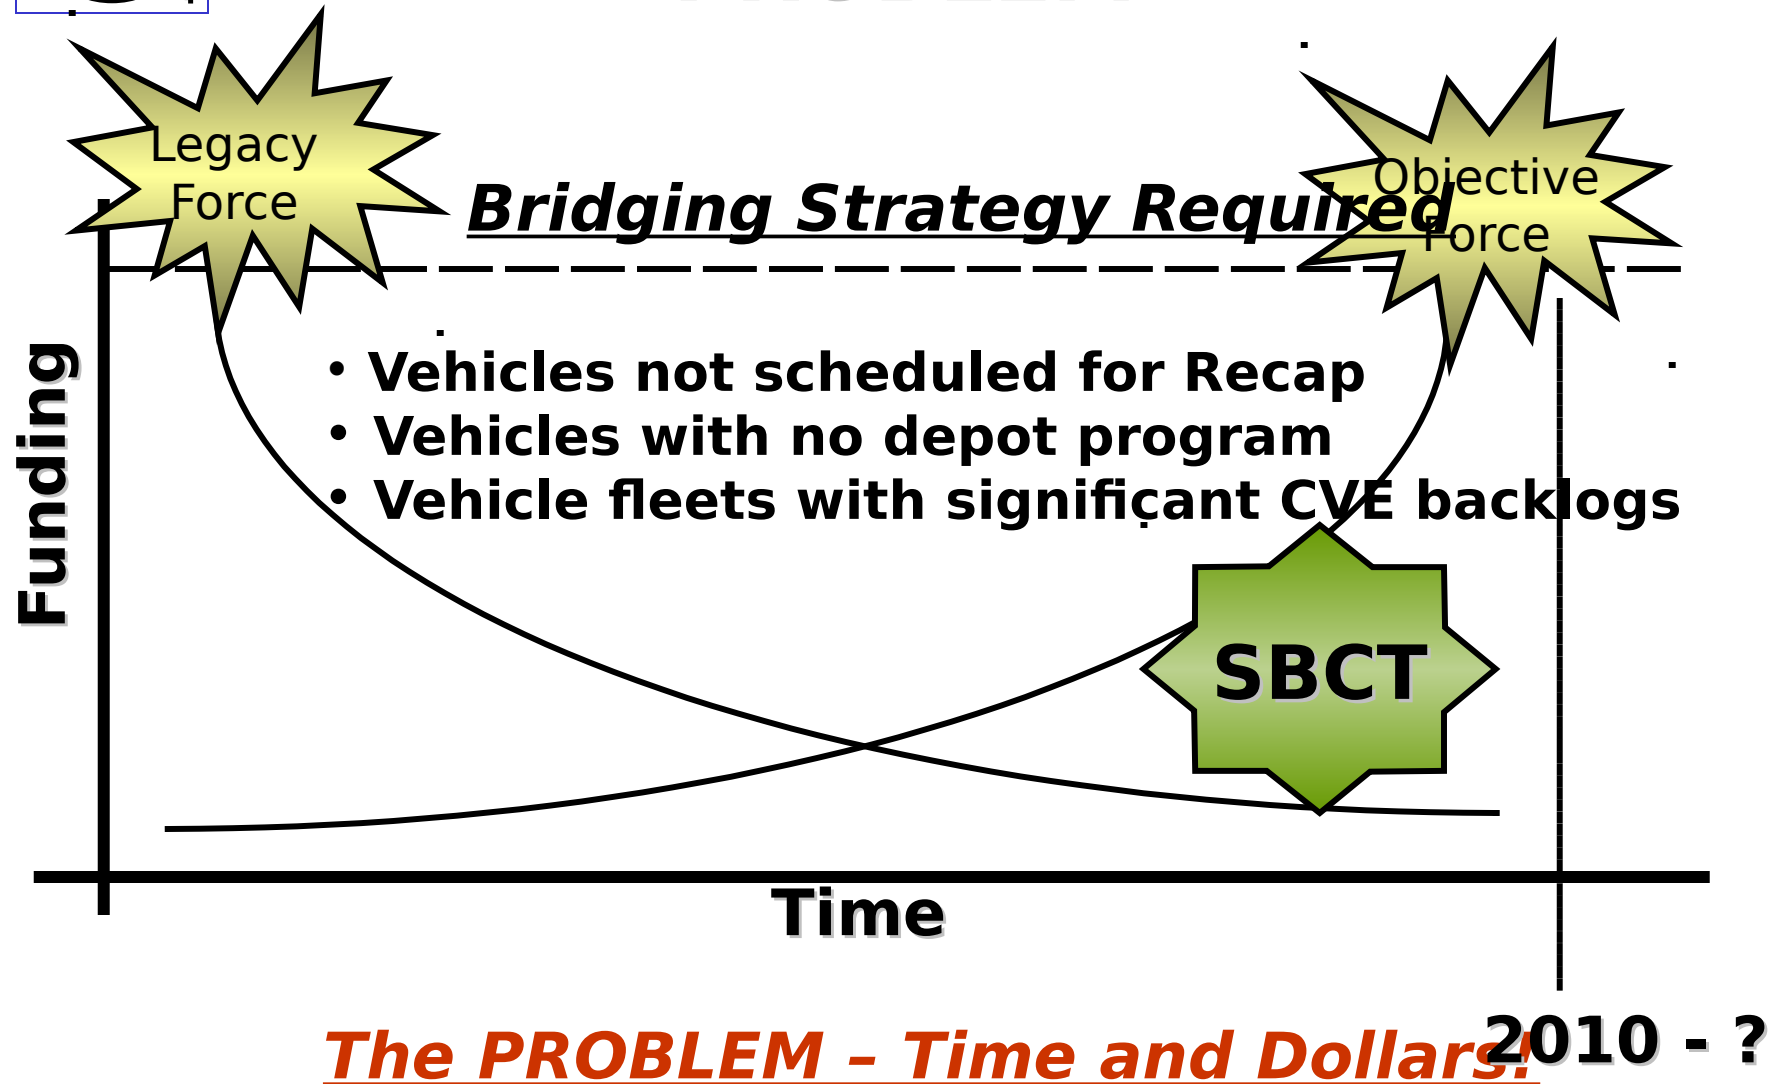 Legacy
Force
Objective
Force
Bridging Strategy Required
• Vehicles not scheduled for Recap
• Vehicles with no depot program
• Vehicle fleets with significant CVE backlogs
Funding
SBCT
Time
2010 - ?
The PROBLEM – Time and Dollars!